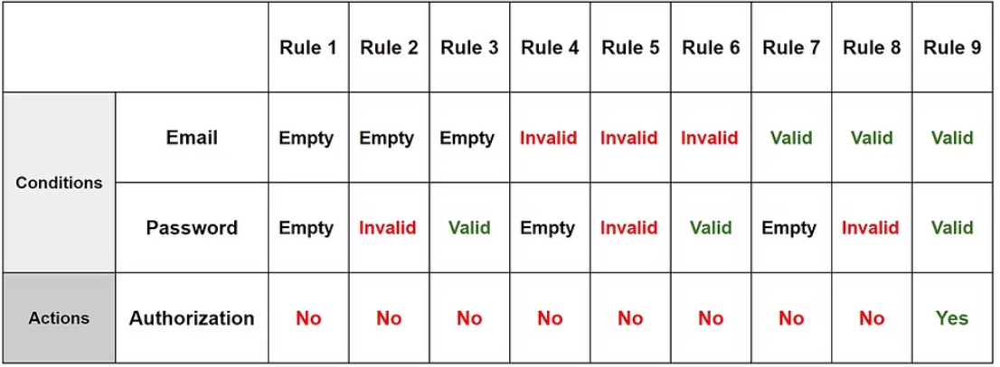 Rule 1 Rule 2 Rule 3 Rule 4 Rule 5 Rule 6 Rule 7 Rule 8 Rule 9
Conditions
Email Empty Empty Empty Invalid Invalid Invalid Valid Valid Valid
Password Empty Invalid Valid Empty Invalid Valid Empty Invalid Valid
Actions Authorization No No No No No No No No Yes